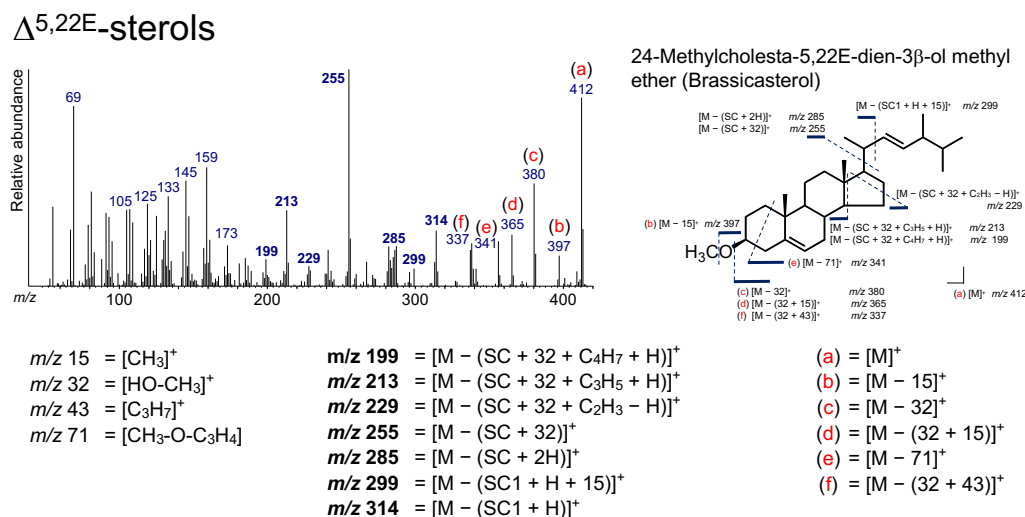 Δ5,22E-sterols
24-Methylcholesta-5,22E-dien-3β-ol methyl
ether (Brassicasterol)
Relative abundance
255
(a)
412
69
159
145
133
125
105
173
213
199
229
285
314
299
(f)
337
(e)
341
(d)
365
(c)
380
(b)
397
m/z
100
200
300
400
[M − (SC1 + H + 15)]+ m/z 299
[M − (SC + 2H)]+ m/z 285
[M − (SC + 32)]+ m/z 255
[M − (SC + 32 + C2H3 − H)]+
m/z 229
[M − (SC + 32 + C3H5 + H)]+ m/z 213
[M − (SC + 32 + C4H7 + H)]+ m/z 199
(b) [M − 15]+ m/z 397
H3CO
(e) [M − 71]+ m/z 341
(c) [M − 32]+ m/z 380
(d) [M − (32 + 15)]+ m/z 365
(f) [M − (32 + 43)]+ m/z 337
(a) [M]+ m/z 412
m/z 15 = [CH3]+
m/z 32 = [HO-CH3]+
m/z 43 = [C3H7]+
m/z 71 = [CH3-O-C3H4]
m/z 199 = [M − (SC + 32 + C4H7 + H)]+
m/z 213 = [M − (SC + 32 + C3H5 + H)]+
m/z 229 = [M − (SC + 32 + C2H3 − H)]+
m/z 255 = [M − (SC + 32)]+
m/z 285 = [M − (SC + 2H)]+
m/z 299 = [M − (SC1 + H + 15)]+
m/z 314 = [M − (SC1 + H)]+
(a) = [M]+
(b) = [M − 15]+
(c) = [M − 32]+
(d) = [M − (32 + 15)]+
(e) = [M − 71]+
(f) = [M − (32 + 43)]+